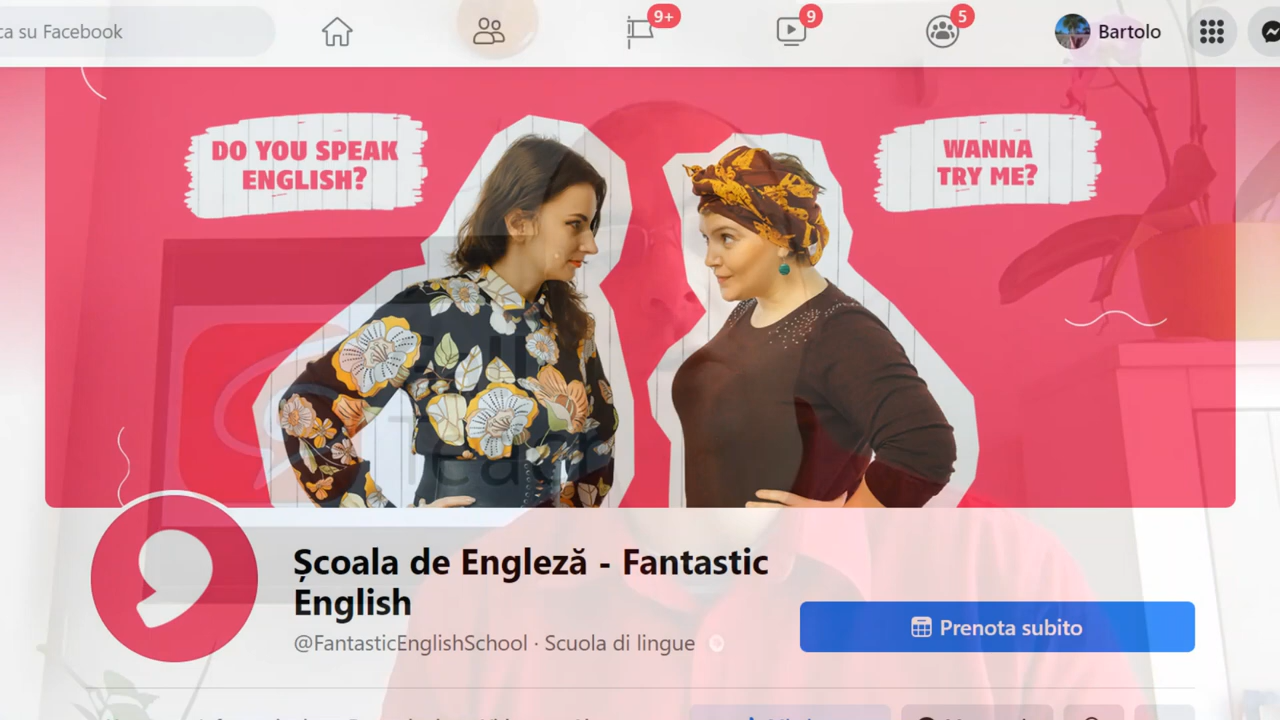 ca su Facebook
9+
9
5
Bartolo
DO YOU SPEAK
ENGLISH?
WANNA
TRY ME?
Școala de Engleză - Fantastic
English
@FantasticEnglishSchool · Scuola di lingue
Prenota subito